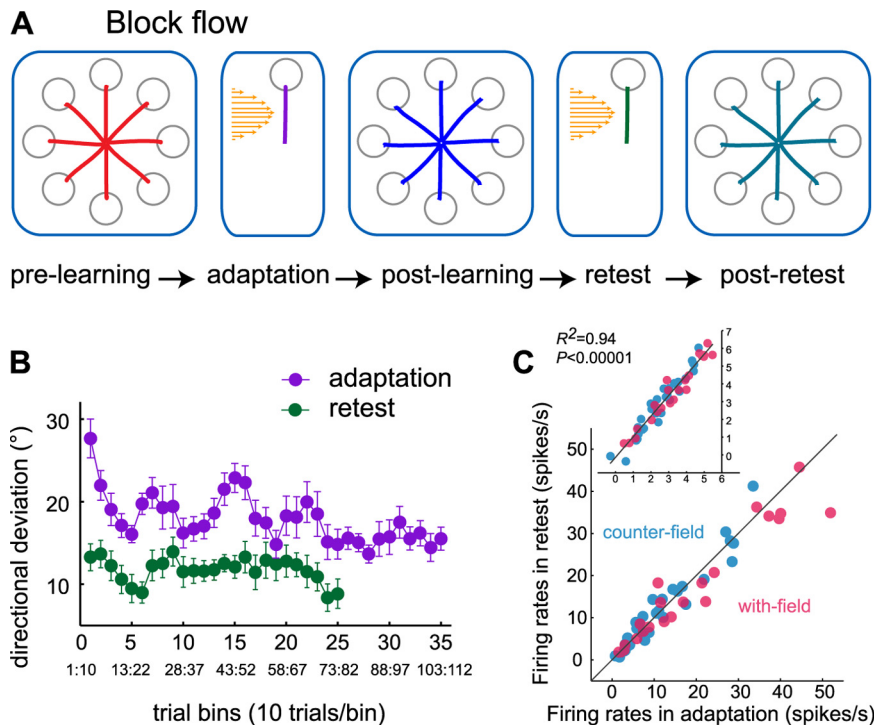 A Block flow
pre-learning → adaptation → post-learning → retest → post-retest
B
adaptation
retest
directional deviation (°)
30
20
10
0 5 10 15 20 25 30 35
1:10 13:22 28:37 43:52 58:67 73:82 88:97 103:112
trial bins (10 trials/bin)
C
R²=0.94
P<0.00001
7
6
5
4
3
2
1
0
0 1 2 3 4 5 6
Firing rates in retest (spikes/s)
50
40
30
20
10
0
counter-field
with-field
0 10 20 30 40 50
Firing rates in adaptation (spikes/s)